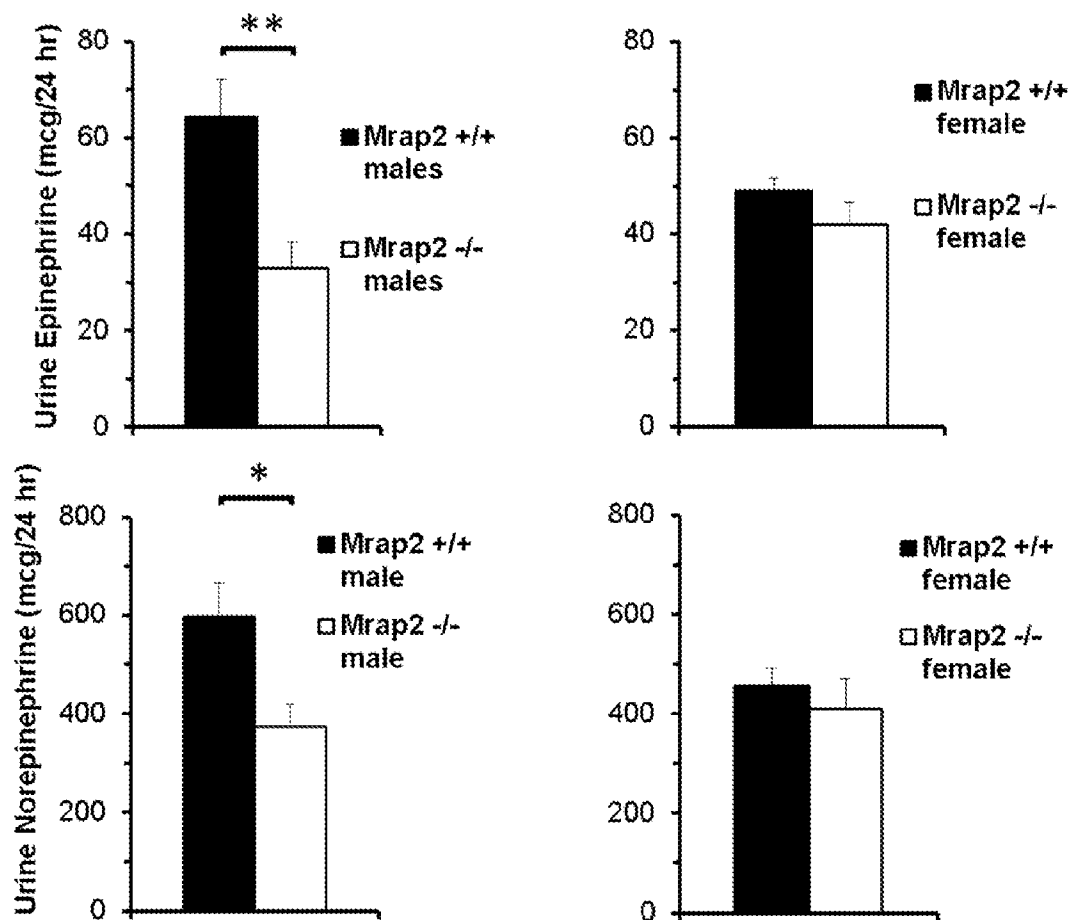 Urine Epinephrine (mcg/24 hr)
**
80
60
40
20
0
Mrap2 +/+
males
Mrap2 -/-
males
80
60
40
20
0
Mrap2 +/+
female
Mrap2 -/-
female
Urine Norepinephrine (mcg/24 hr)
*
800
600
400
200
0
Mrap2 +/+
male
Mrap2 -/-
male
800
600
400
200
0
Mrap2 +/+
female
Mrap2 -/-
female